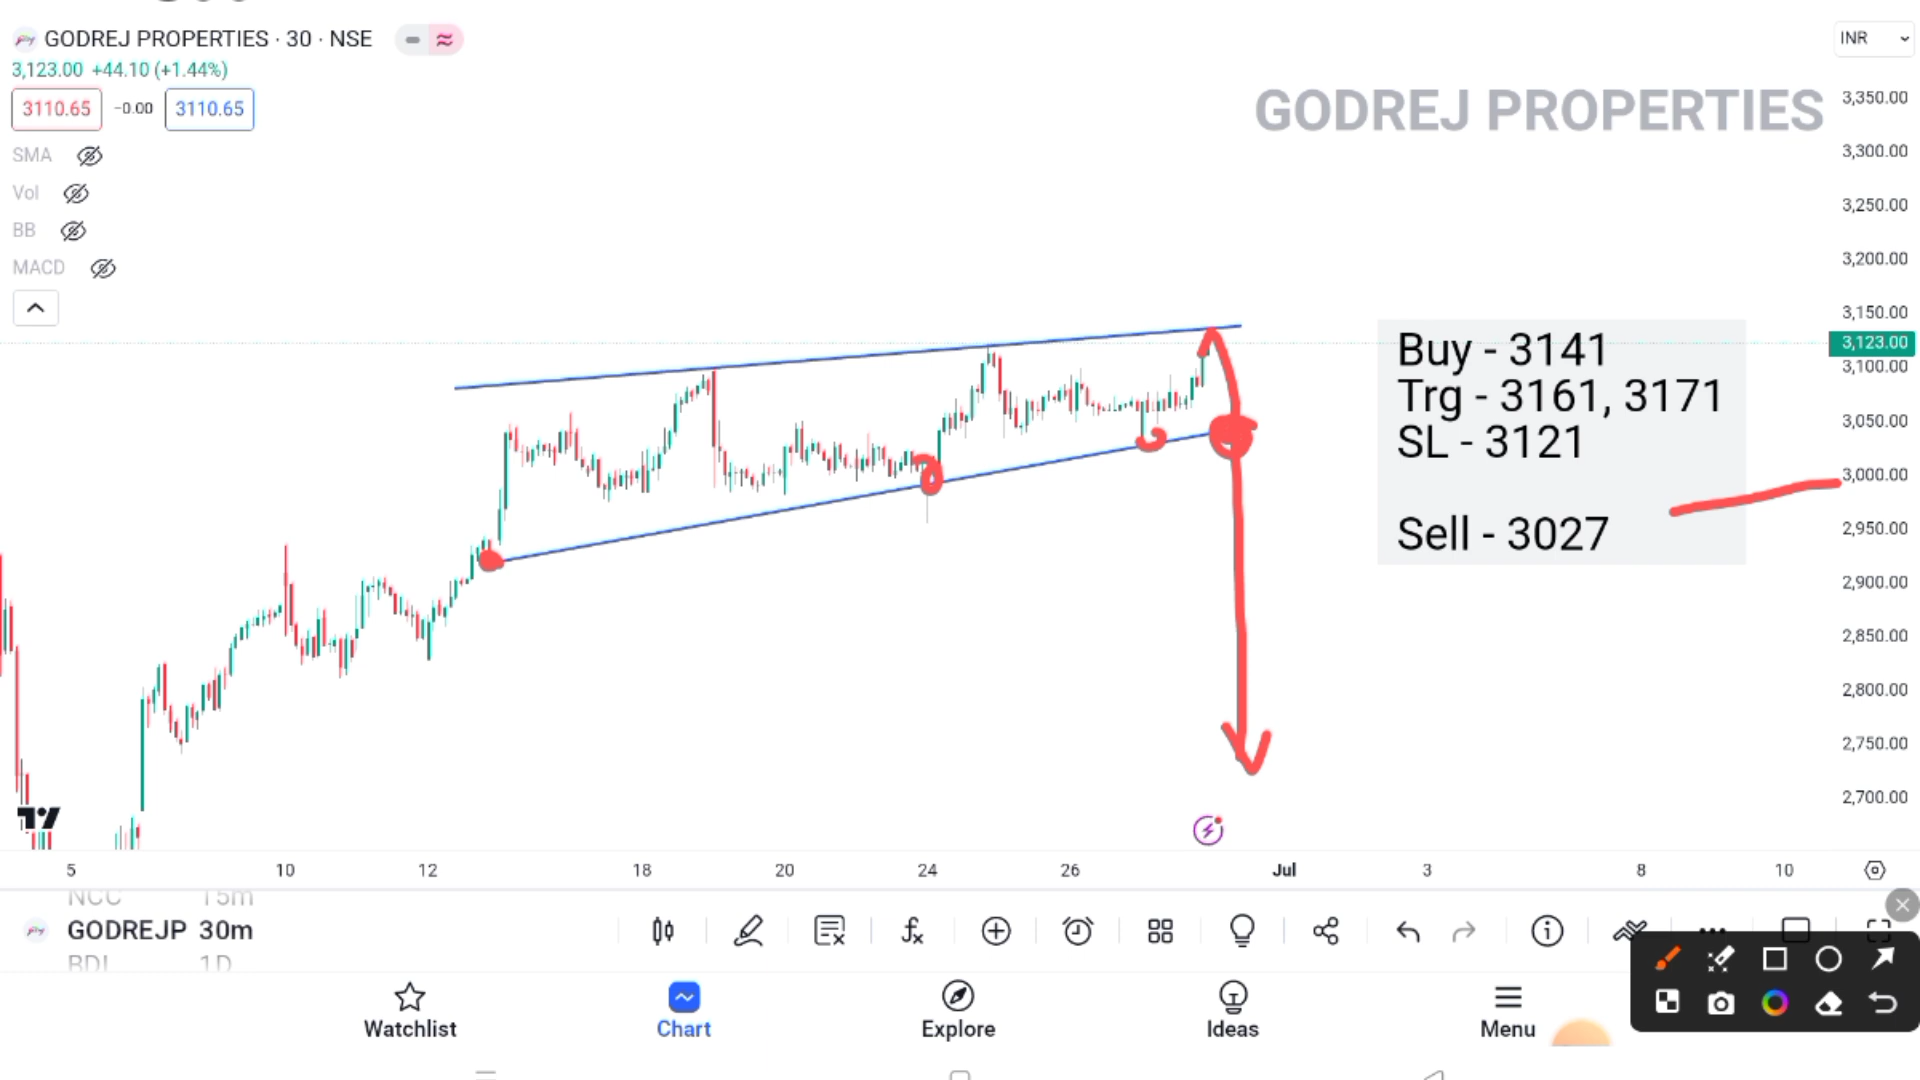 GODREJ PROPERTIES · 30 · NSE
INR
3,123.00 +44.10 (+1.44%)
3110.65 −0.00 3110.65
GODREJ PROPERTIES
SMA
Vol
BB
MACD
3,350.00
3,300.00
3,250.00
3,200.00
3,150.00
3,123.00
3,100.00
3,050.00
3,000.00
2,950.00
2,900.00
2,850.00
2,800.00
2,750.00
2,700.00
Buy - 3141
Trg - 3161, 3171
SL - 3121
Sell - 3027
5 10 12 18 20 24 26 Jul 3 8 10
NCC 15m
GODREJP 30m
BDL 1D
Watchlist Chart Explore Ideas Menu